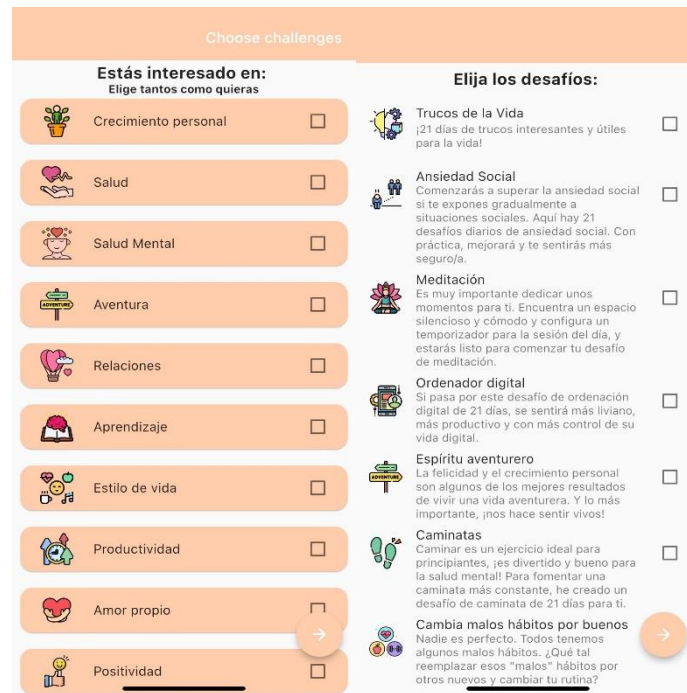 Choose challenges
Estás interesado en:
Elige tantos como quieras
Crecimiento personal
Salud
Salud Mental
ADVENTURE
Aventura
Relaciones
Aprendizaje
Estilo de vida
Productividad
Amor propio
Positividad
Elija los desafíos:
Trucos de la Vida
¡21 días de trucos interesantes y útiles
para la vida!
Ansiedad Social
Comenzarás a superar la ansiedad social
si te expones gradualmente a
situaciones sociales. Aquí hay 21
desafíos diarios de ansiedad social. Con
práctica, mejorará y te sentirás más
seguro/a.
Meditación
Es muy importante dedicar unos
momentos para ti. Encuentra un espacio
silencioso y cómodo y configura un
temporizador para la sesión del día, y
estarás listo para comenzar tu desafío
de meditación.
Ordenador digital
Si pasa por este desafío de ordenación
digital de 21 días, se sentirá más liviano,
más productivo y con más control de su
vida digital.
ADVENTURE
Espíritu aventurero
La felicidad y el crecimiento personal
son algunos de los mejores resultados
de vivir una vida aventurera. Y lo más
importante, ¡nos hace sentir vivos!
Caminatas
Caminar es un ejercicio ideal para
principiantes, ¡es divertido y bueno para
la salud mental! Para fomentar una
caminata más constante, he creado un
desafío de caminata de 21 días para ti.
Cambia malos hábitos por buenos
Nadie es perfecto. Todos tenemos
algunos malos hábitos. ¿Qué tal
reemplazar esos "malos" hábitos por
otros nuevos y cambiar tu rutina?